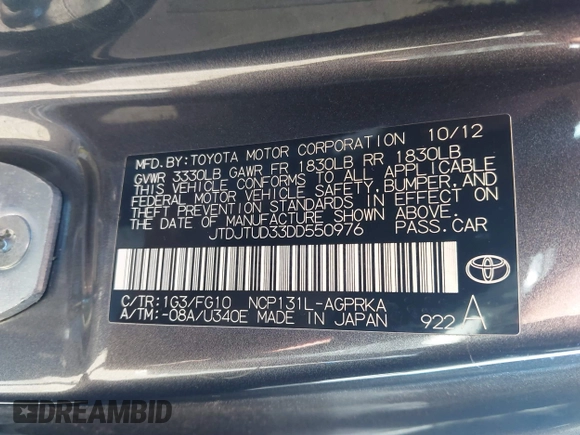 MFD.BY:TOYOTA MOTOR CORPORATION 10/12
GVWR 3330LB GAWR FR 1830LB RR 1830LB
THIS VEHICLE CONFORMS TO ALL APPLICABLE
FEDERAL MOTOR VEHICLE SAFETY,BUMPER,AND
THEFT PREVENTION STANDARDS IN EFFECT ON
THE DATE OF MANUFACTURE SHOWN ABOVE.
JTDJTUD33DD550976 PASS.CAR
C/TR:1G3/FG10 NCP131L-AGPRKA
A/TM:-08A/U340E MADE IN JAPAN 922 A
DREAMBID